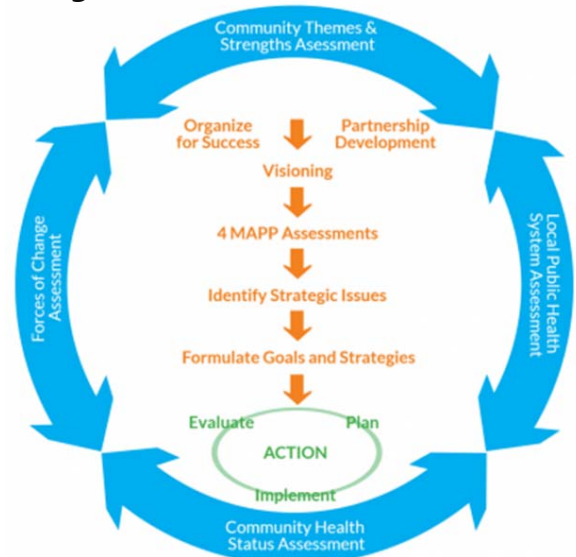 Community Themes &
Strengths Asessment
Organize
for Success
Partnership
Development
Visioning
4 MAPP Assessments
Identify Strategic Issues
Formulate Goals and Strategies
Evaluate
Plan
ACTION
Implement
Forces of Change
Assessment
Local Public Health
System Assessment
Community Health
Status Assessment